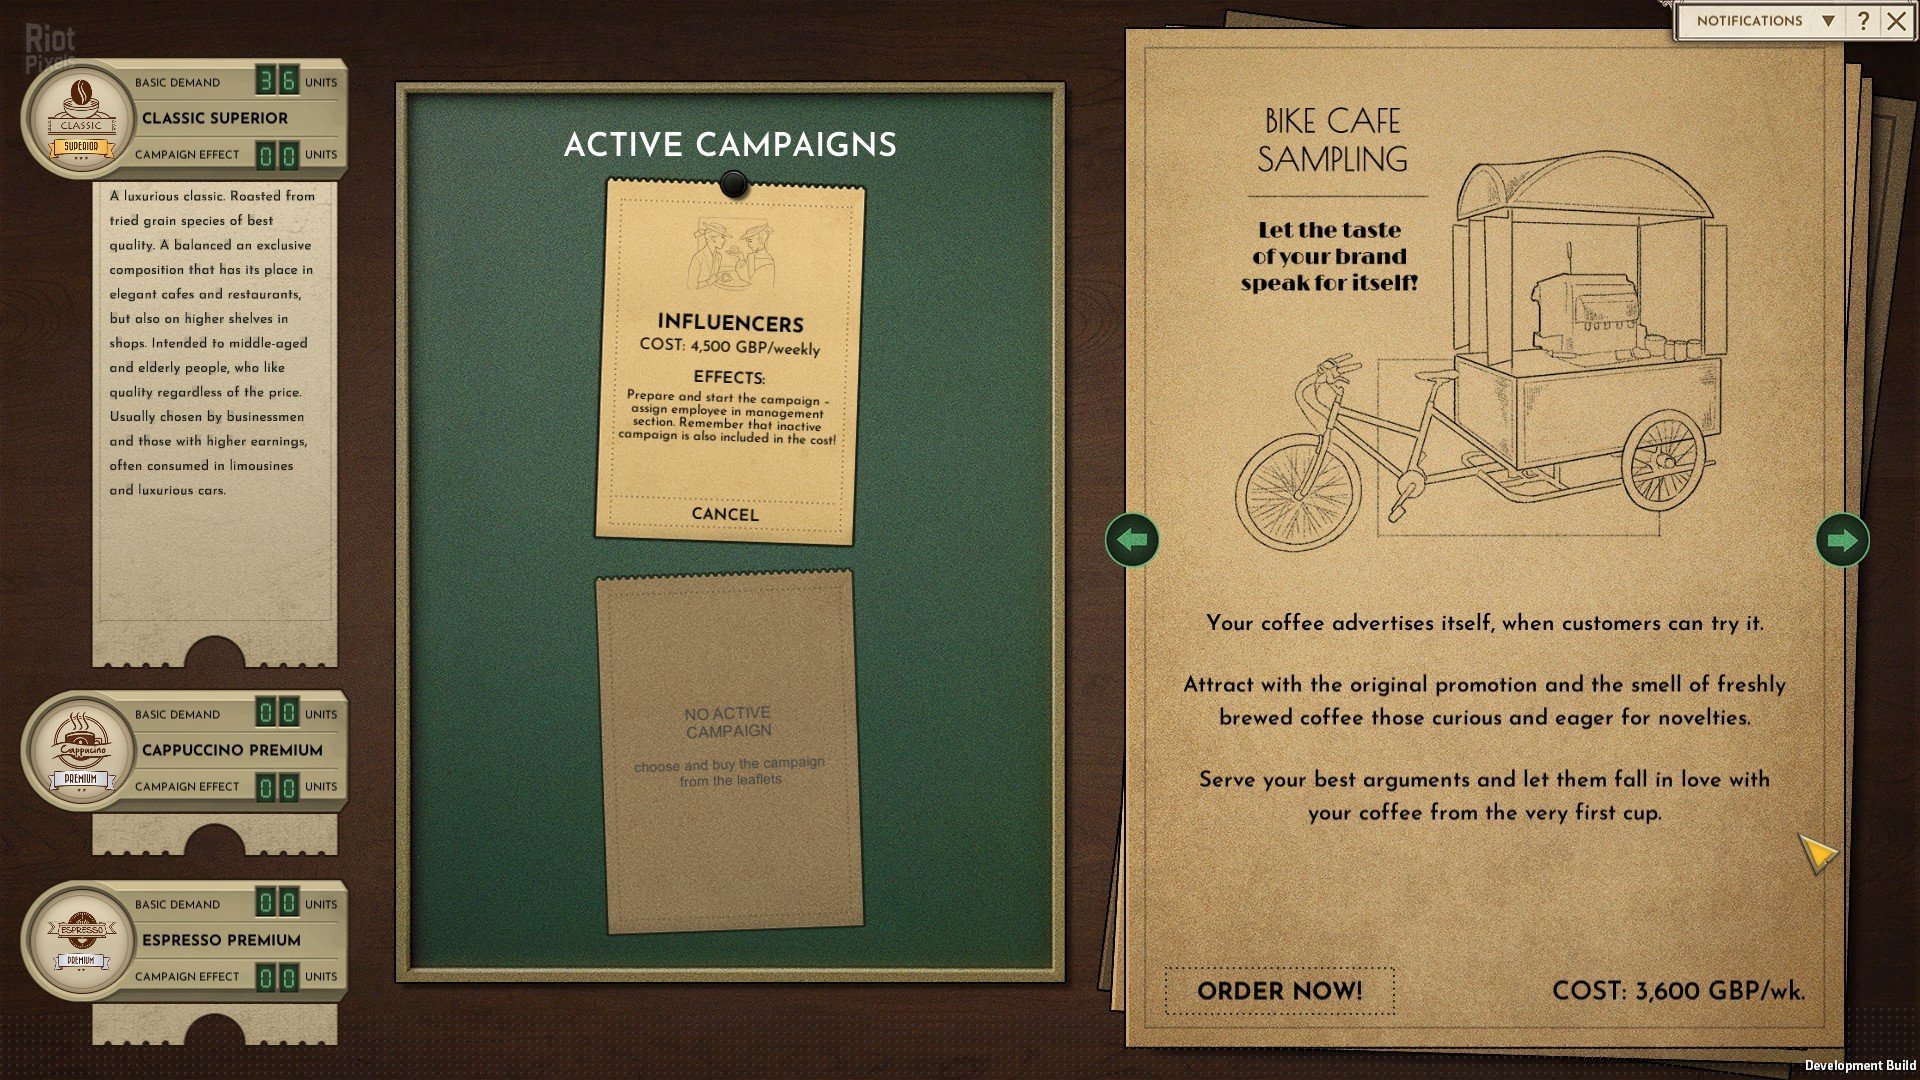 Riot
Pixels
NOTIFICATIONS ▼ ?
BASIC DEMAND 36 UNITS
CLASSIC SUPERIOR
CAMPAIGN EFFECT 00 UNITS
CLASSIC
SUPERIOR
A luxurious classic. Roasted from
tried grain species of best
quality. A balanced an exclusive
composition that has its place in
elegant cafes and restaurants,
but also on higher shelves in
shops. Intended to middle-aged
and elderly people, who like
quality regardless of the price.
Usually chosen by businessmen
and those with higher earnings,
often consumed in limousines
and luxurious cars.
BASIC DEMAND 00 UNITS
CAPPUCCINO PREMIUM
CAMPAIGN EFFECT 00 UNITS
Cappucino
PREMIUM
BASIC DEMAND 00 UNITS
ESPRESSO PREMIUM
CAMPAIGN EFFECT 00 UNITS
ESPRESSO
PREMIUM
ACTIVE CAMPAIGNS
INFLUENCERS
COST: 4,500 GBP/weekly
EFFECTS:
Prepare and start the campaign –
assign employee in management
section. Remember that inactive
campaign is also included in the cost!
CANCEL
NO ACTIVE
CAMPAIGN
choose and buy the campaign
from the leaflets
BIKE CAFE
SAMPLING
Let the taste
of your brand
speak for itself!
Your coffee advertises itself, when customers can try it.
Attract with the original promotion and the smell of freshly
brewed coffee those curious and eager for novelties.
Serve your best arguments and let them fall in love with
your coffee from the very first cup.
ORDER NOW!
COST: 3,600 GBP/wk.
Development Build